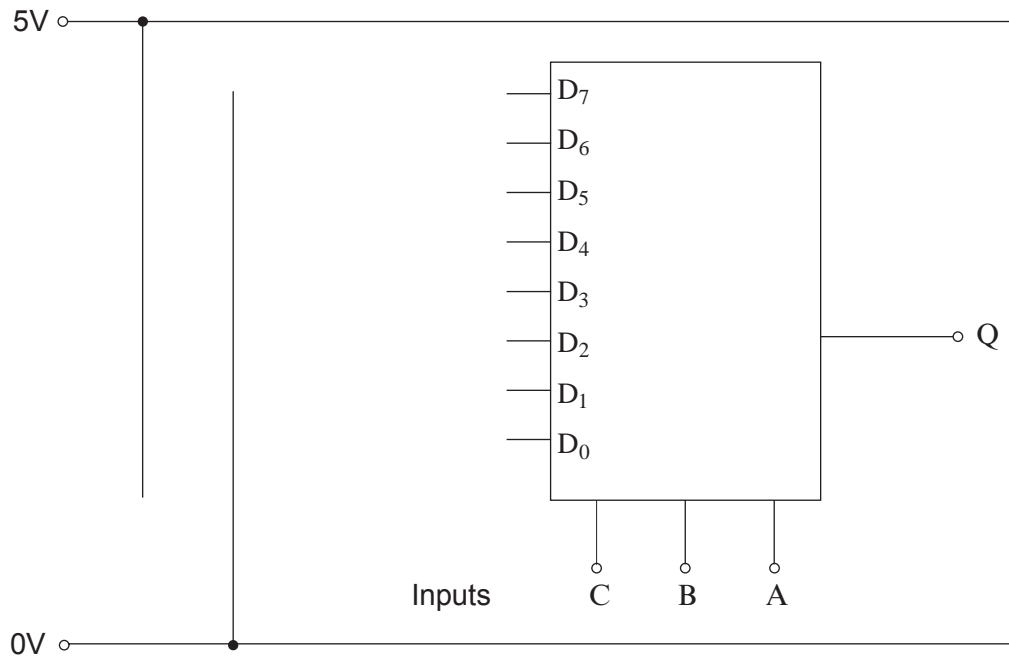 5V
D₇
D₆
D₅
D₄
D₃
D₂
Q
D₁
D₀
Inputs C B A
0V